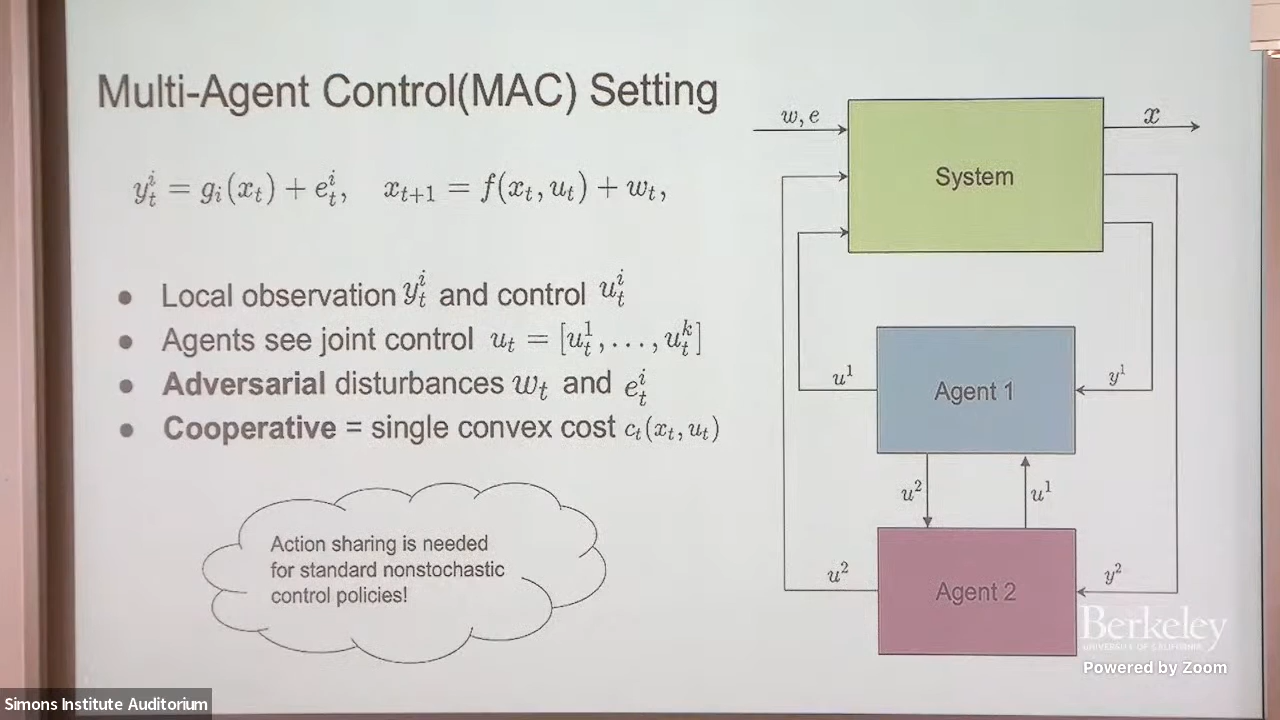 Multi-Agent Control(MAC) Setting
y_t^i = g_i(x_t) + e_t^i,   x_{t+1} = f(x_t, u_t) + w_t,
● Local observation y_t^i and control u_t^i
● Agents see joint control u_t = [u_t^1, . . . , u_t^k]
● Adversarial disturbances w_t and e_t^i
● Cooperative = single convex cost c_t(x_t, u_t)
Action sharing is needed
for standard nonstochastic
control policies!
w, e
x
System
u^1
Agent 1
y^1
u^2
u^1
u^2
Agent 2
y^2
Berkeley
UNIVERSITY OF CALIFORNIA
Powered by Zoom
Simons Institute Auditorium